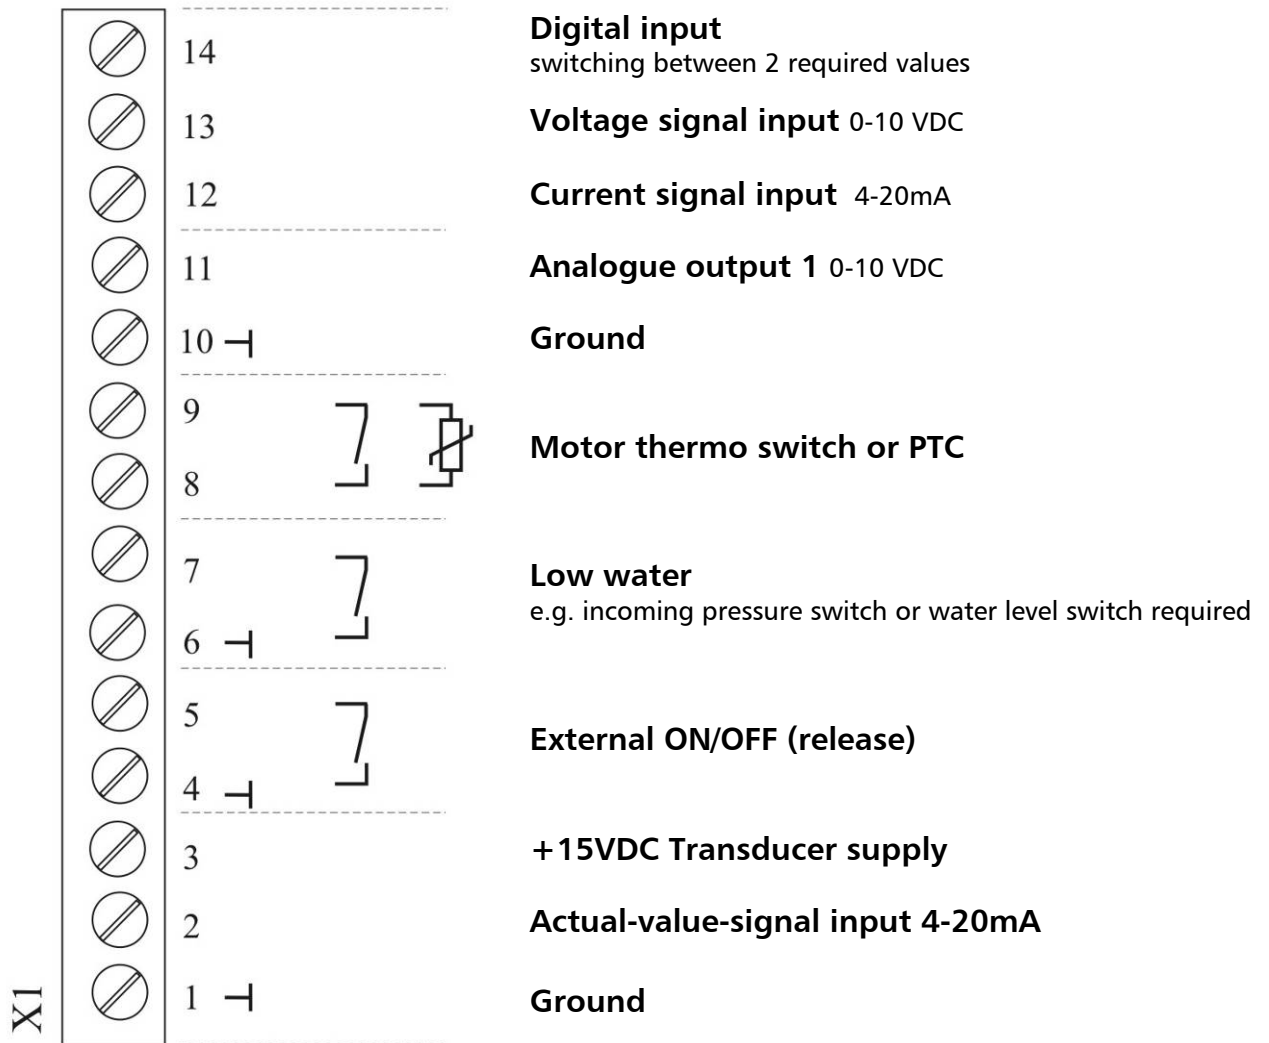 14 Digital input
switching between 2 required values
13 Voltage signal input 0-10 VDC
12 Current signal input 4-20mA
11 Analogue output 1 0-10 VDC
10 Ground
9
Motor thermo switch or PTC
8
7 Low water
e.g. incoming pressure switch or water level switch required
6
5
External ON/OFF (release)
4
3 +15VDC Transducer supply
2 Actual-value-signal input 4-20mA
1 Ground
X1